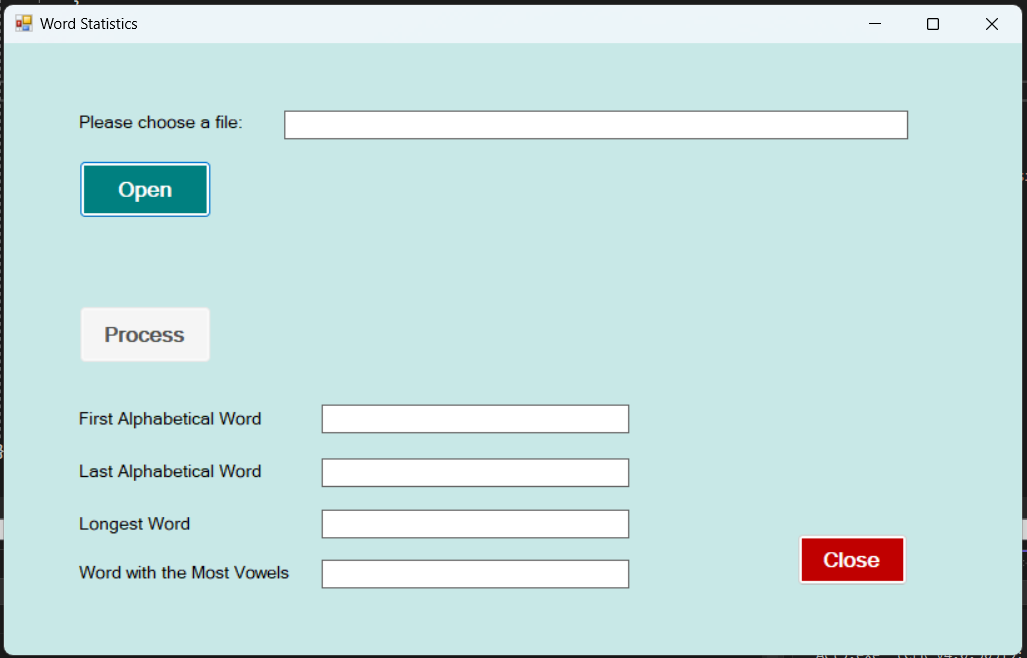 Word Statistics
Please choose a file:
Open
Process
First Alphabetical Word
Last Alphabetical Word
Longest Word
Word with the Most Vowels
Close